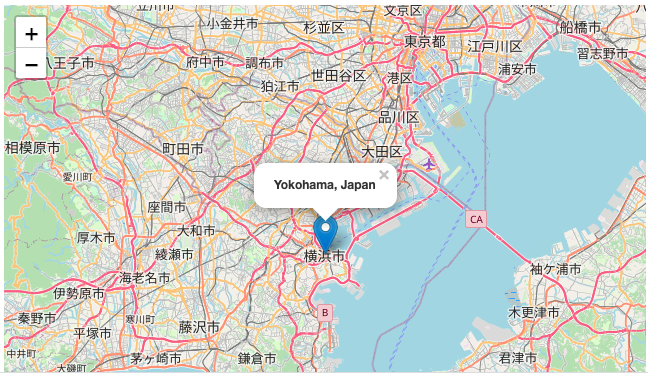 立川市
文京区
小金井市
杉並区
船橋市
+
東京都
江戸川区
習志野市
八王子市
府中市
調布市
浦安市
−
世田谷区
港区
狛江市
品川区
相模原市
町田市
大田区
愛川町
Yokohama, Japan
×
座間市
CA
大和市
厚木市
綾瀬市
横浜市
袖ケ浦市
海老名市
伊勢原市
木更津市
B
秦野市
寒川町
藤沢市
平塚市
中井町
茅ヶ崎市
鎌倉市
君津市
大磯町